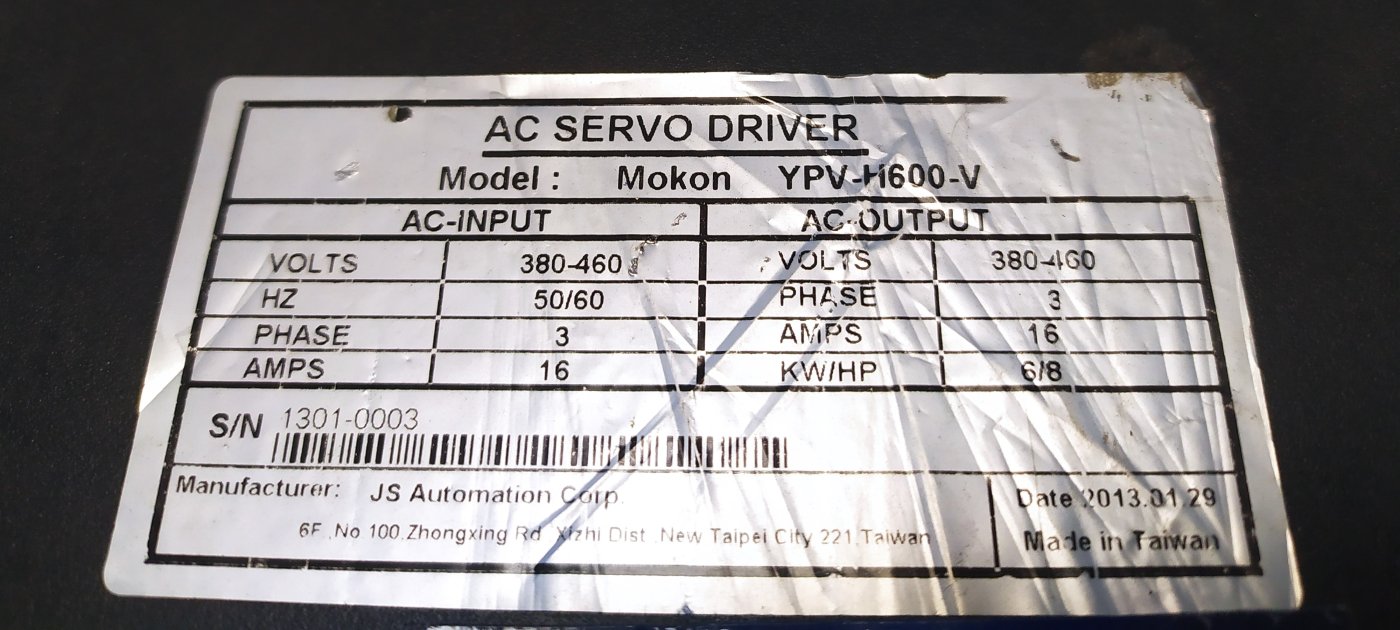 AC SERVO DRIVER
Model : Mokon YPV-H600-V
AC-INPUT AC-OUTPUT
VOLTS 380-460 VOLTS 380-460
HZ 50/60 PHASE 3
PHASE 3 AMPS 16
AMPS 16 KW/HP 6/8
S/N 1301-0003
Manufacturer: JS Automation Corp.
Date 2013.01.29
6F.,No.100,Zhongxing Rd. Xizhi Dist. New Taipei City 221,Taiwan
Made in Taiwan